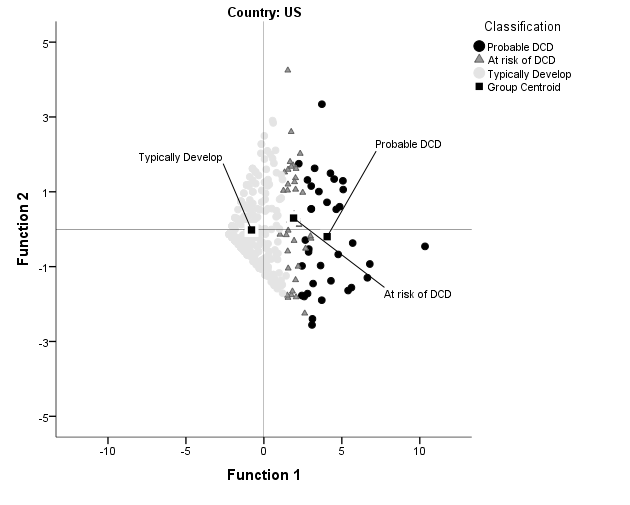 Country: US
Classification
Probable DCD
At risk of DCD
Typically Develop
Group Centroid
Probable DCD
Typically Develop
At risk of DCD
Function 2
5
3
1
-1
-3
-5
-10
-5
0
5
10
Function 1